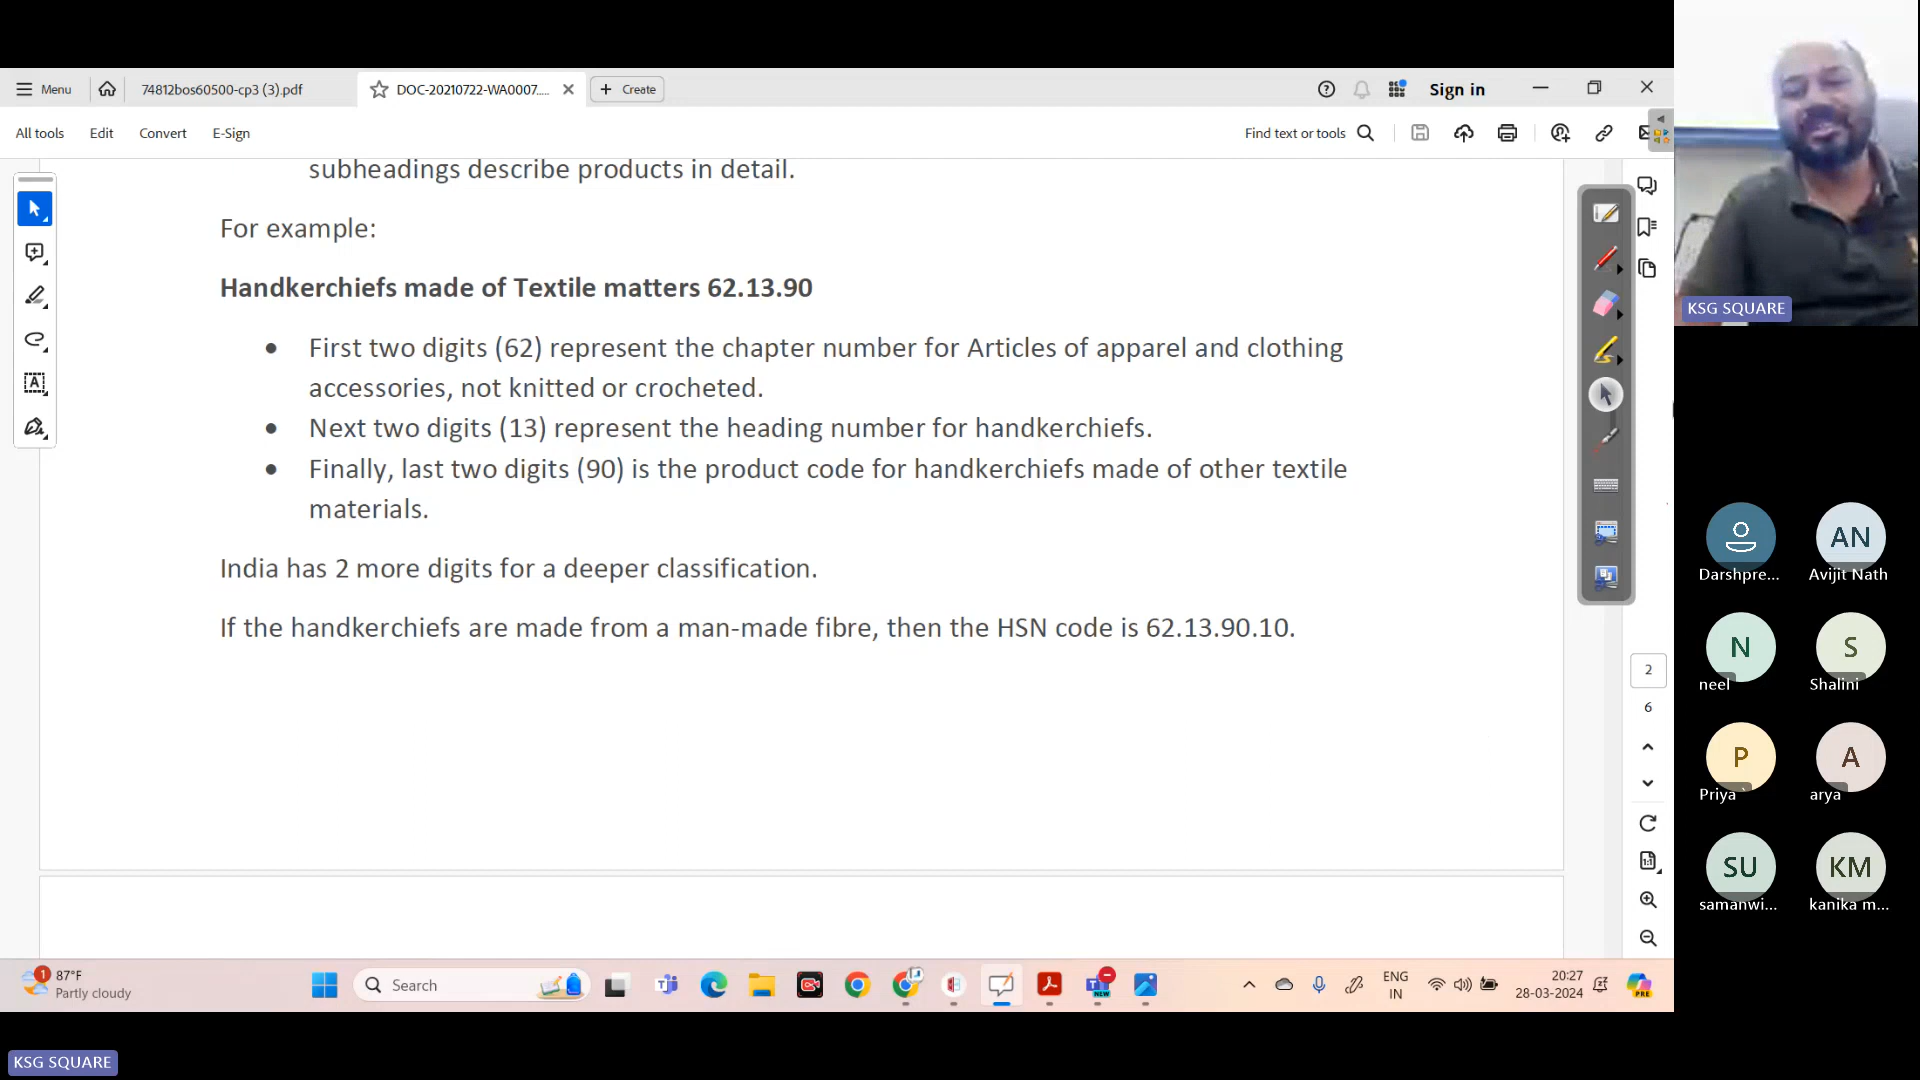 Menu
74812bos60500-cp3 (3).pdf
DOC-20210722-WA0007....
Create
Sign in
All tools
Edit
Convert
E-Sign
Find text or tools
subheadings describe products in detail.
For example:
Handkerchiefs made of Textile matters 62.13.90
• First two digits (62) represent the chapter number for Articles of apparel and clothing
accessories, not knitted or crocheted.
• Next two digits (13) represent the heading number for handkerchiefs.
• Finally, last two digits (90) is the product code for handkerchiefs made of other textile
materials.
India has 2 more digits for a deeper classification.
If the handkerchiefs are made from a man-made fibre, then the HSN code is 62.13.90.10.
2
6
KSG SQUARE
Darshpre...
AN
Avijit Nath
N
neel
S
Shalini
P
Priya `
A
arya
SU
samanwi...
KM
kanika m...
1
87°F
Partly cloudy
Search
NEW
ENG
IN
20:27
28-03-2024
PRE
KSG SQUARE